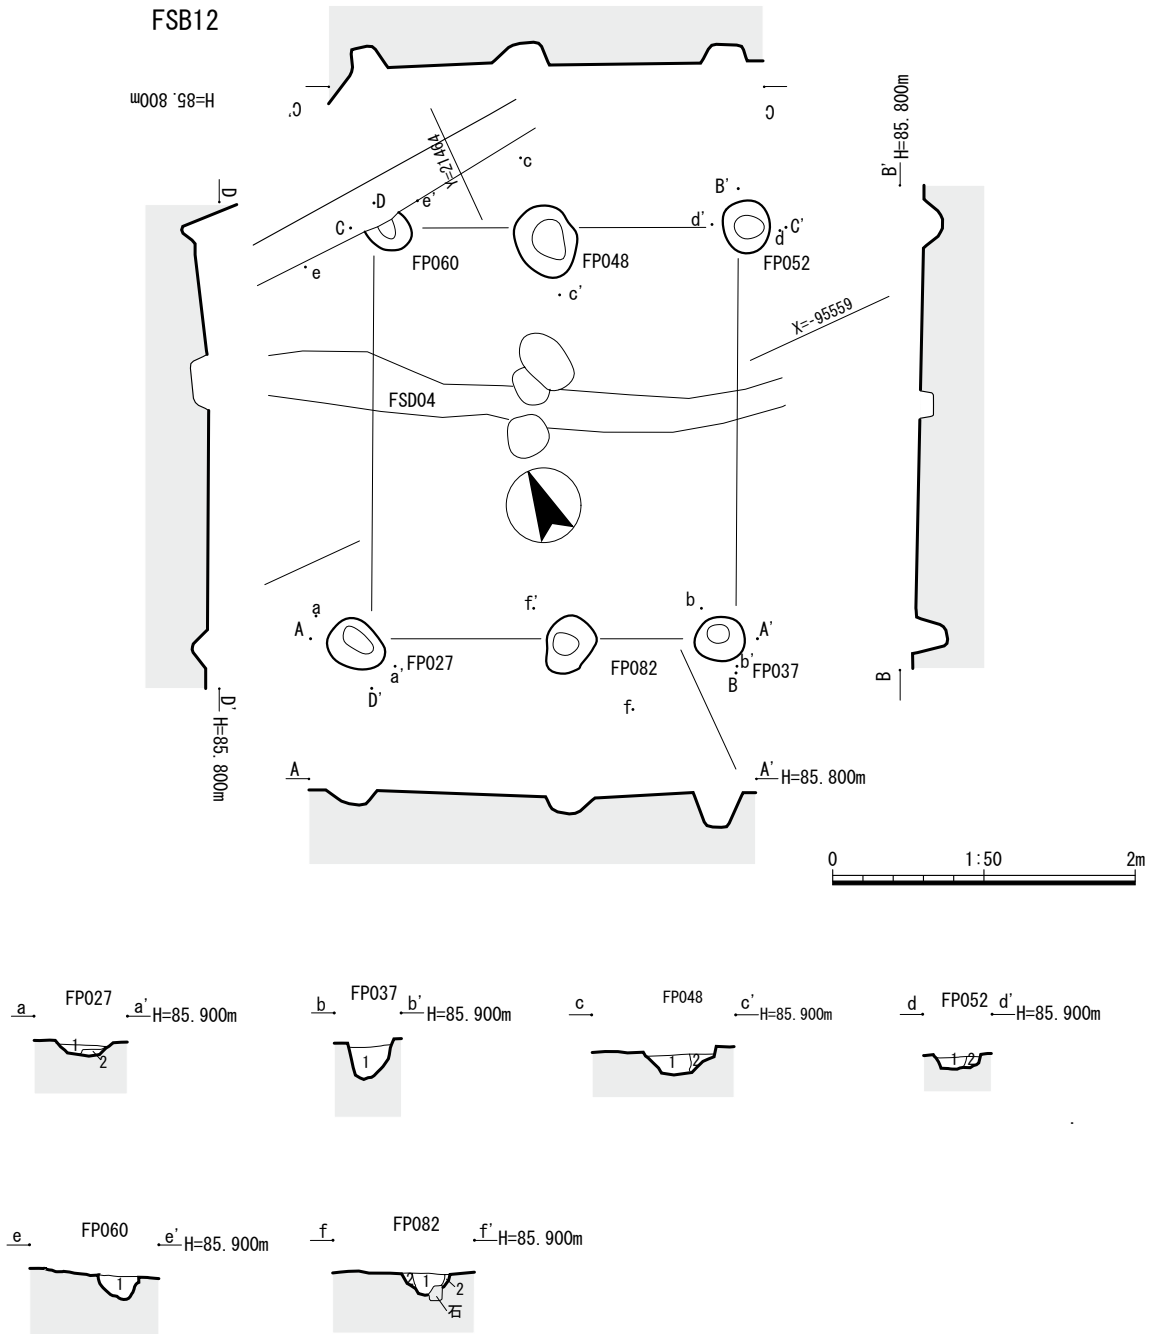 FSB12
H=85.800m
C'
C
B'
H=85.800m
D
Y=21464
c
D
e'
C
FP060
e
FP048
c'
B'
d'
d
C'
FP052
X=-95559
FSD04
a
A
a'
FP027
D'
f'
FP082
f
b
A'
b'
FP037
B
B
D'
H=85.800m
A
A'
H=85.800m
0
1:50
2m
a
FP027
a'
H=85.900m
1
2
b
FP037
b'
H=85.900m
1
c
FP048
c'
H=85.900m
1
2
d
FP052
d'
H=85.900m
1
2
e
FP060
e'
H=85.900m
1
f
FP082
f'
H=85.900m
2
1
2
石